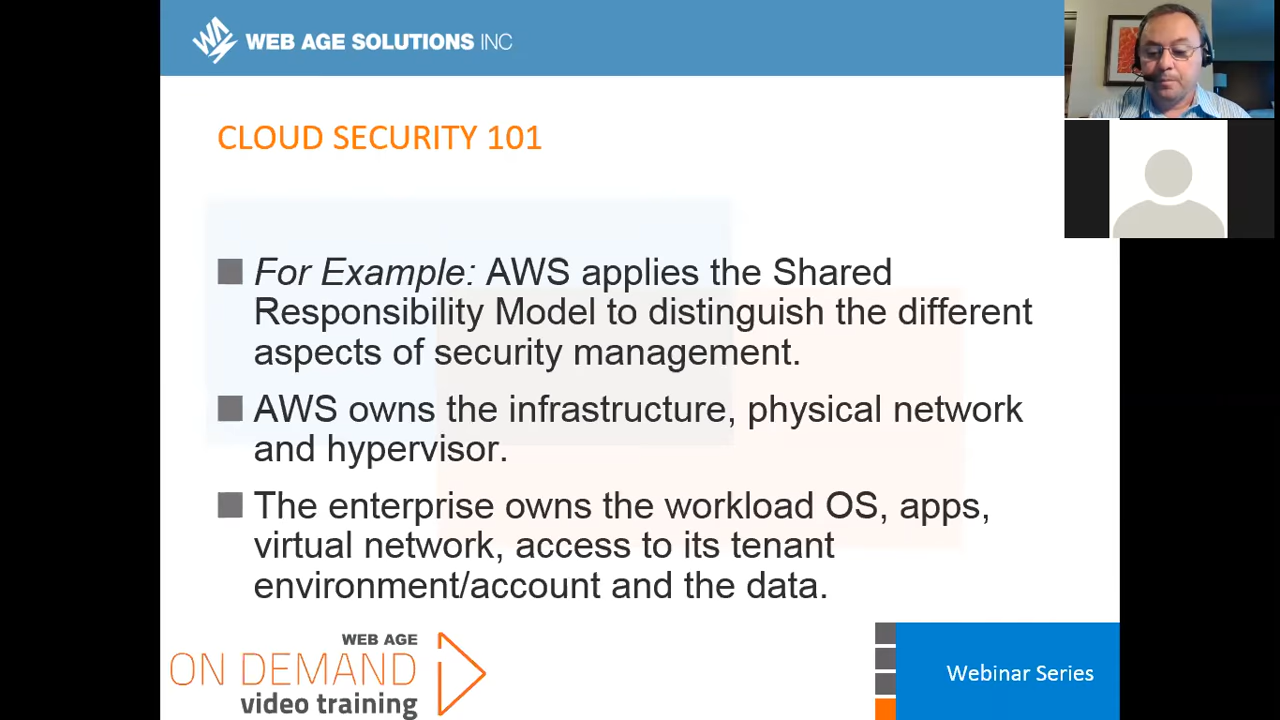 WEB AGE SOLUTIONS INC
CLOUD SECURITY 101
For Example: AWS applies the Shared
Responsibility Model to distinguish the different
aspects of security management.
AWS owns the infrastructure, physical network
and hypervisor.
The enterprise owns the workload OS, apps,
virtual network, access to its tenant
environment/account and the data.
WEB AGE
ON DEMAND
video training
Webinar Series